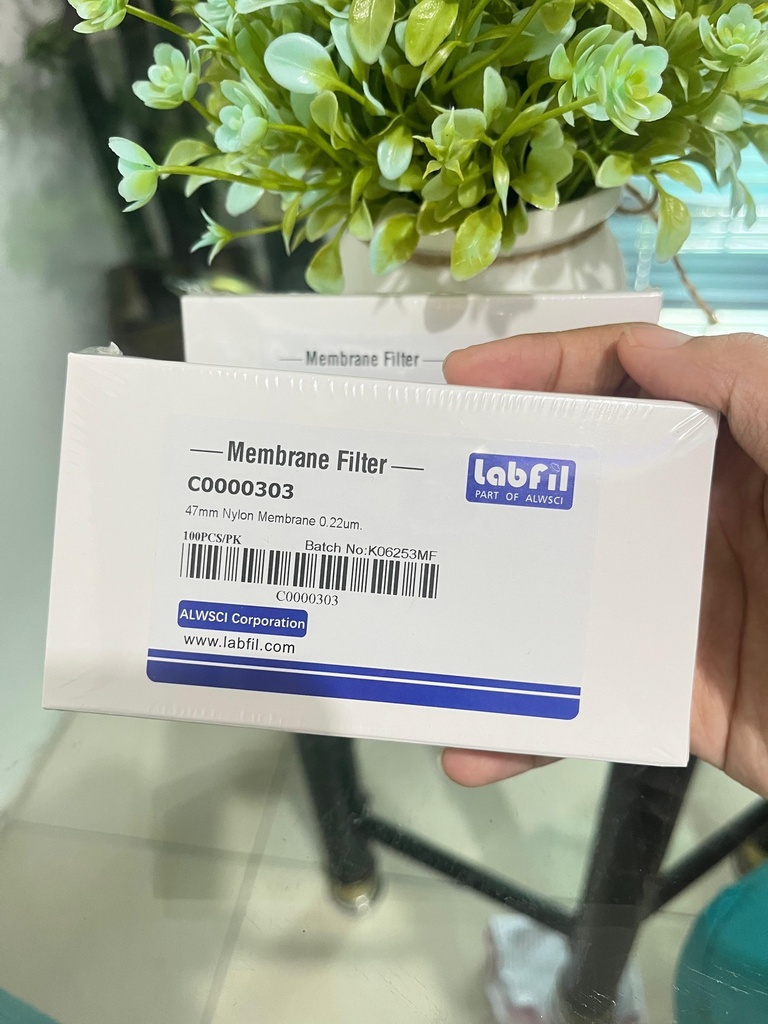 — Membrane Filter —
— Membrane Filter —
C0000303
LabFil
PART OF ALWSCI
47mm Nylon Membrane 0.22um.
100PCS/PK
Batch No:K06253MF
C0000303
ALWSCI Corporation
www.labfil.com